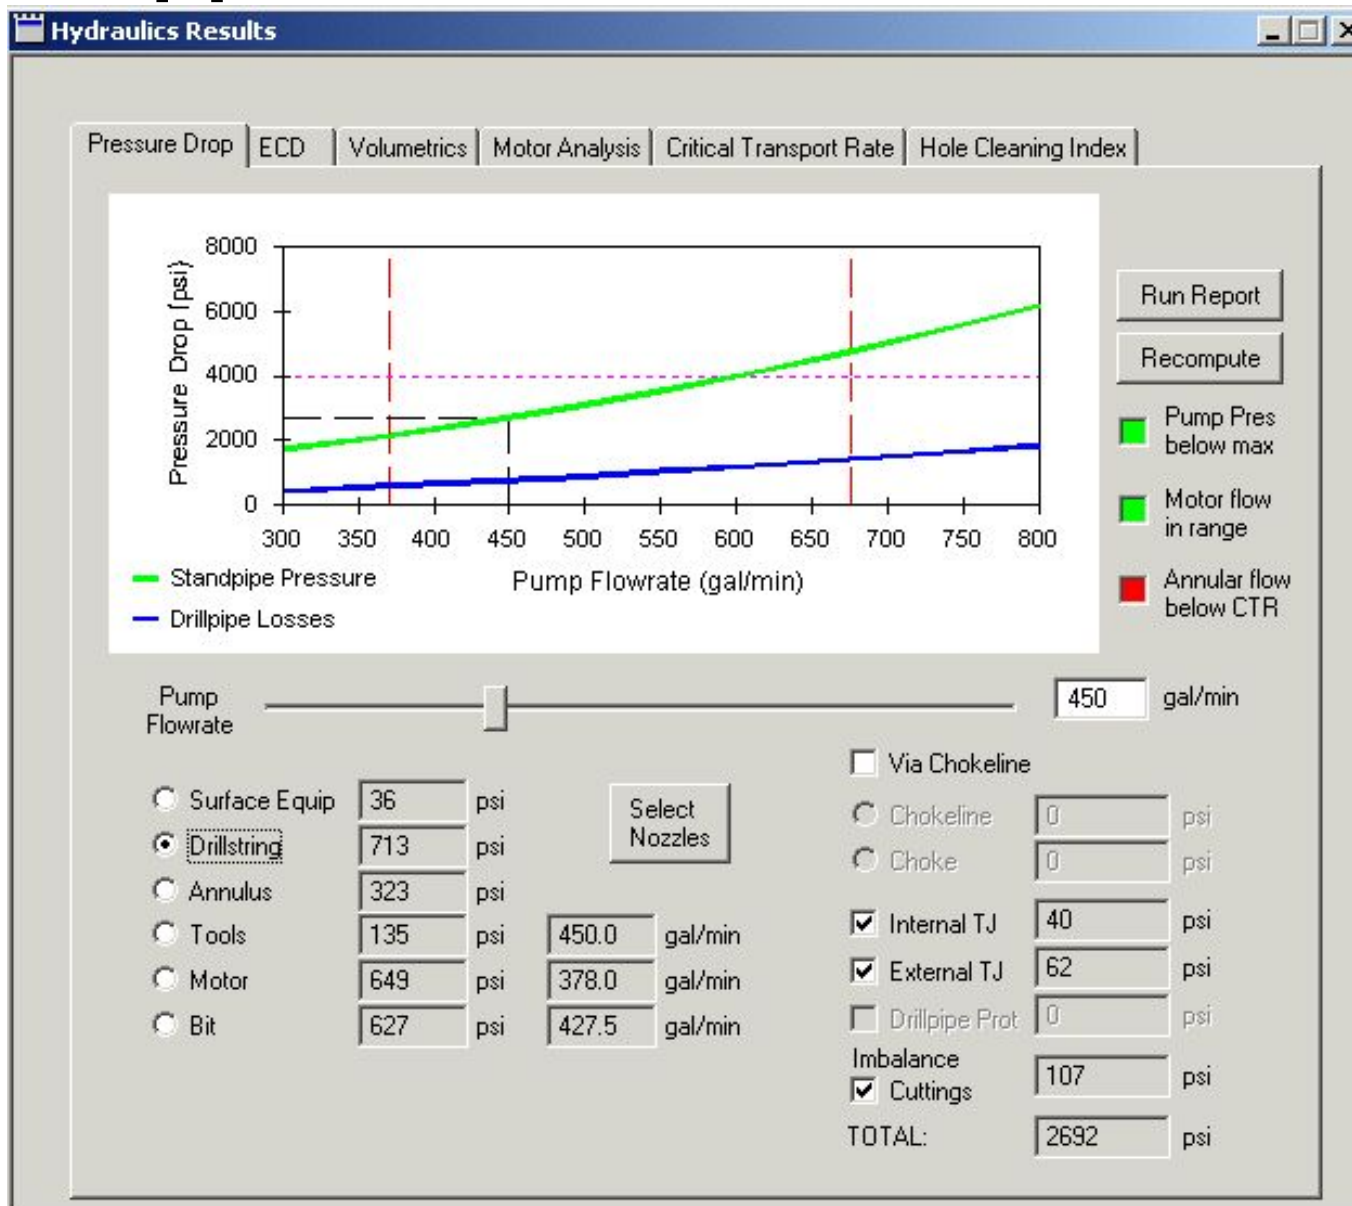 Hydraulics Results
Pressure Drop ECD Volumetrics Motor Analysis Critical Transport Rate Hole Cleaning Index
8000
6000
4000
2000
0
Pressure Drop (psi)
300 350 400 450 500 550 600 650 700 750 800
Pump Flowrate (gal/min)
Standpipe Pressure
Drillpipe Losses
Run Report
Recompute
Pump Pres
below max
Motor flow
in range
Annular flow
below CTR
Pump
Flowrate
450 gal/min
Surface Equip 36 psi
Drillstring 713 psi
Annulus 323 psi
Tools 135 psi 450.0 gal/min
Motor 649 psi 378.0 gal/min
Bit 627 psi 427.5 gal/min
Select
Nozzles
Via Chokeline
Chokeline 0 psi
Choke 0 psi
Internal TJ 40 psi
External TJ 62 psi
Drillpipe Prot 0 psi
Imbalance
Cuttings 107 psi
TOTAL: 2692 psi